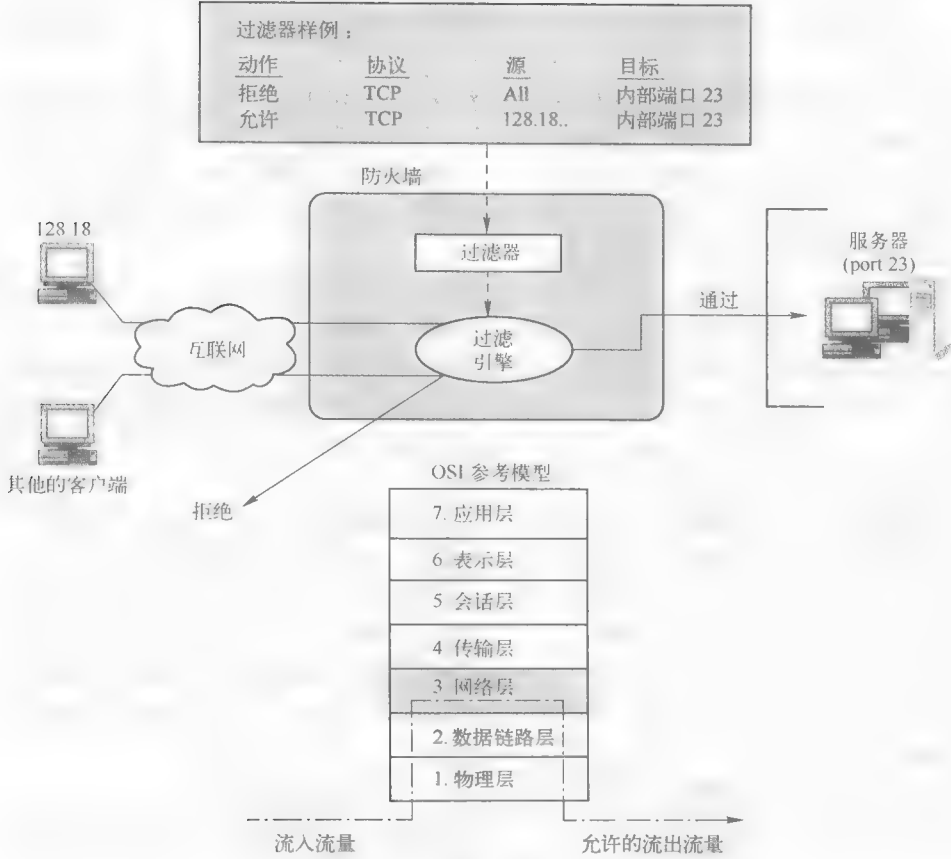 过滤器样例：
动作 协议 源 目标
拒绝 TCP All 内部端口 23
允许 TCP 128.18.. 内部端口 23
防火墙
128 18
过滤器
服务器
(port 23)
通过
互联网
过滤
引擎
其他的客户端
拒绝
OSI 参考模型
7. 应用层
6 表示层
5 会话层
4 传输层
3 网络层
2. 数据链路层
1. 物理层
流入流量
允许的流出流量